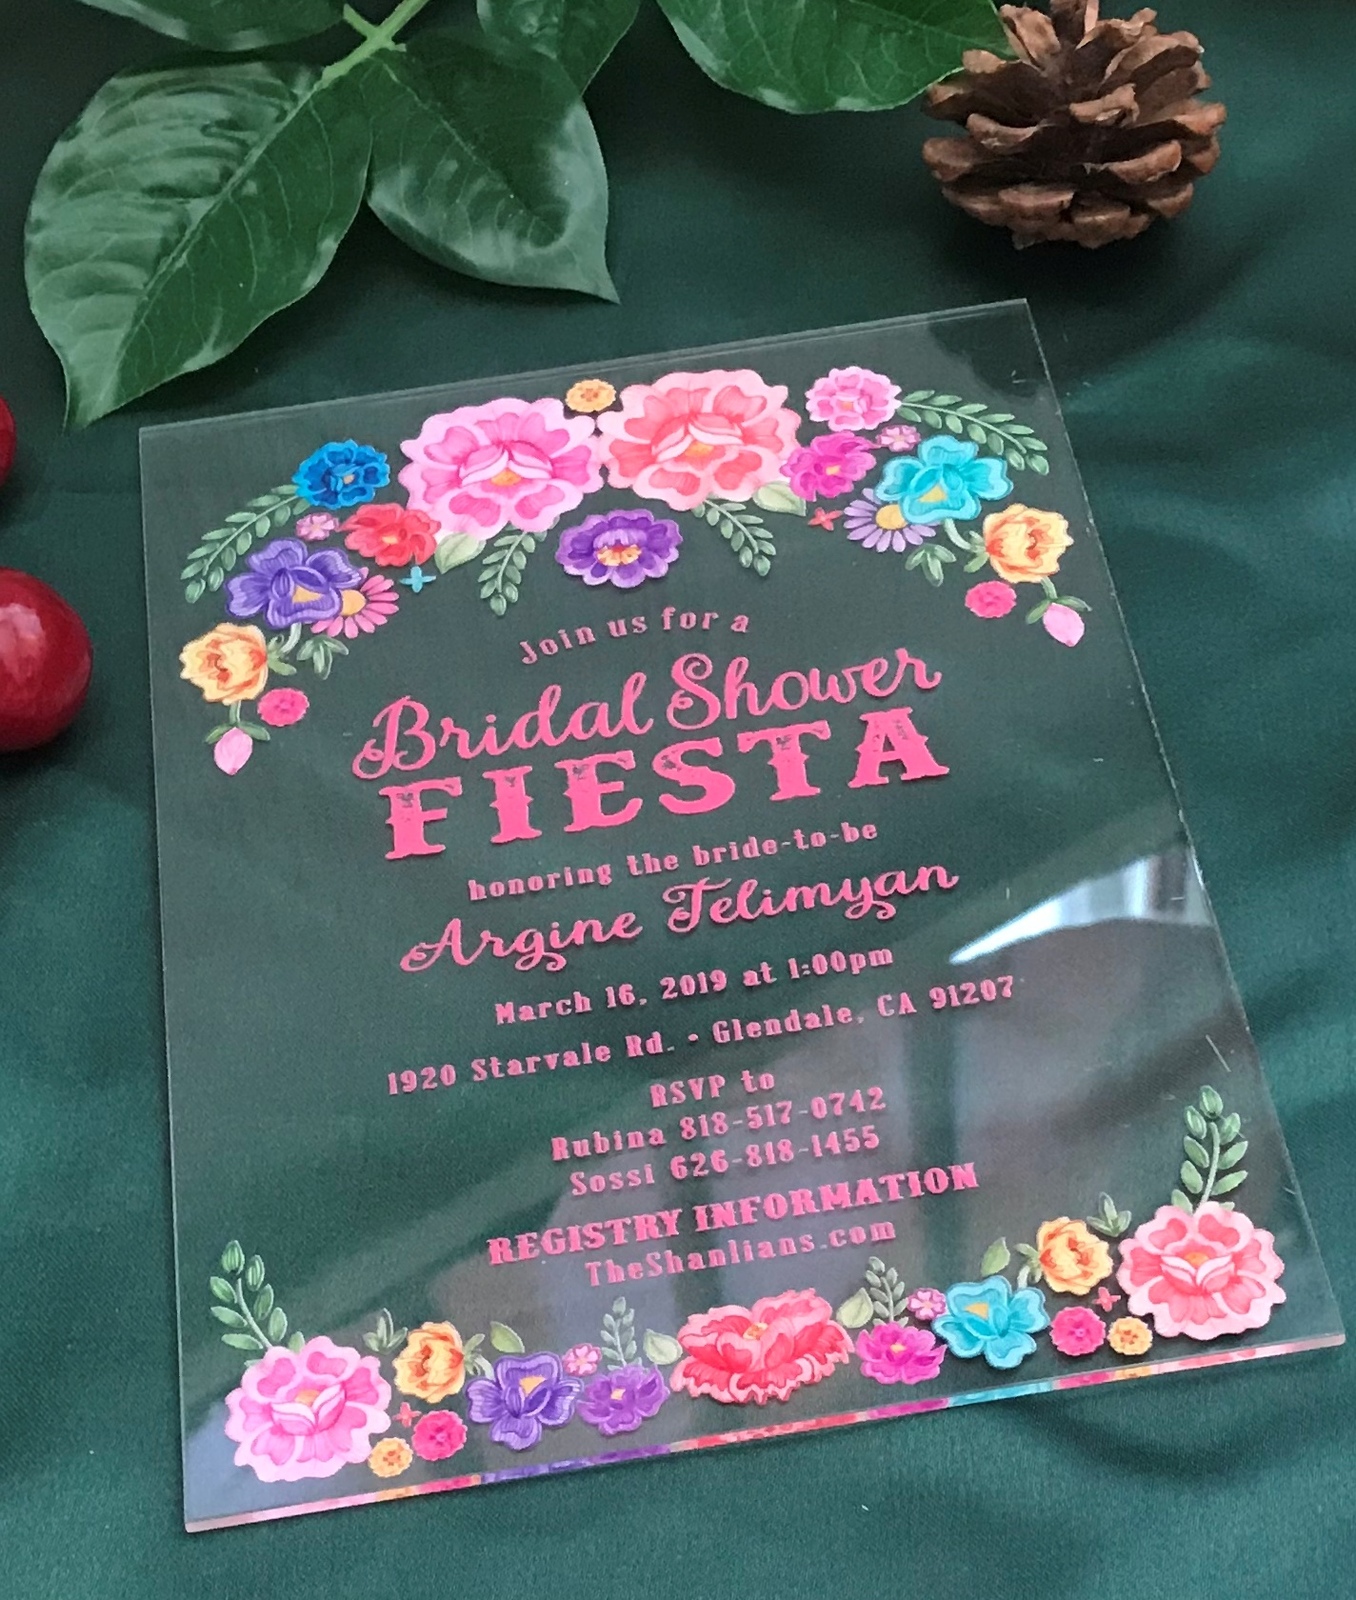 Join us for a
Bridal Shower
FIESTA
honoring the bride-to-be
Argine Telimyan
March 16, 2019 at 1:00pm
1920 Starvale Rd. • Glendale, CA 91207
RSVP to
Rubina 818-517-0742
Sossi 626-818-1455
REGISTRY INFORMATION
TheShanlians.com